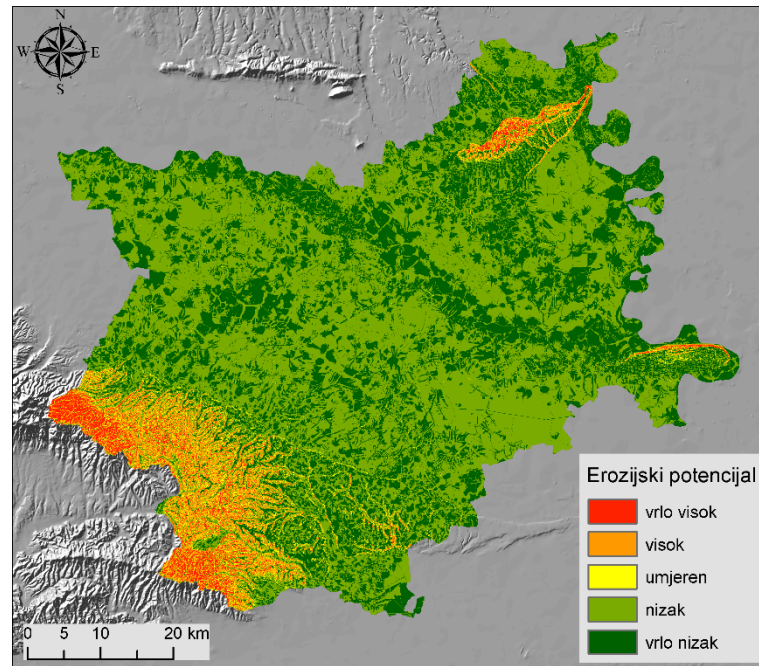 N
W E
S
Erozijski potencijal
vrlo visok
visok
umjeren
nizak
vrlo nizak
0 5 10 20 km